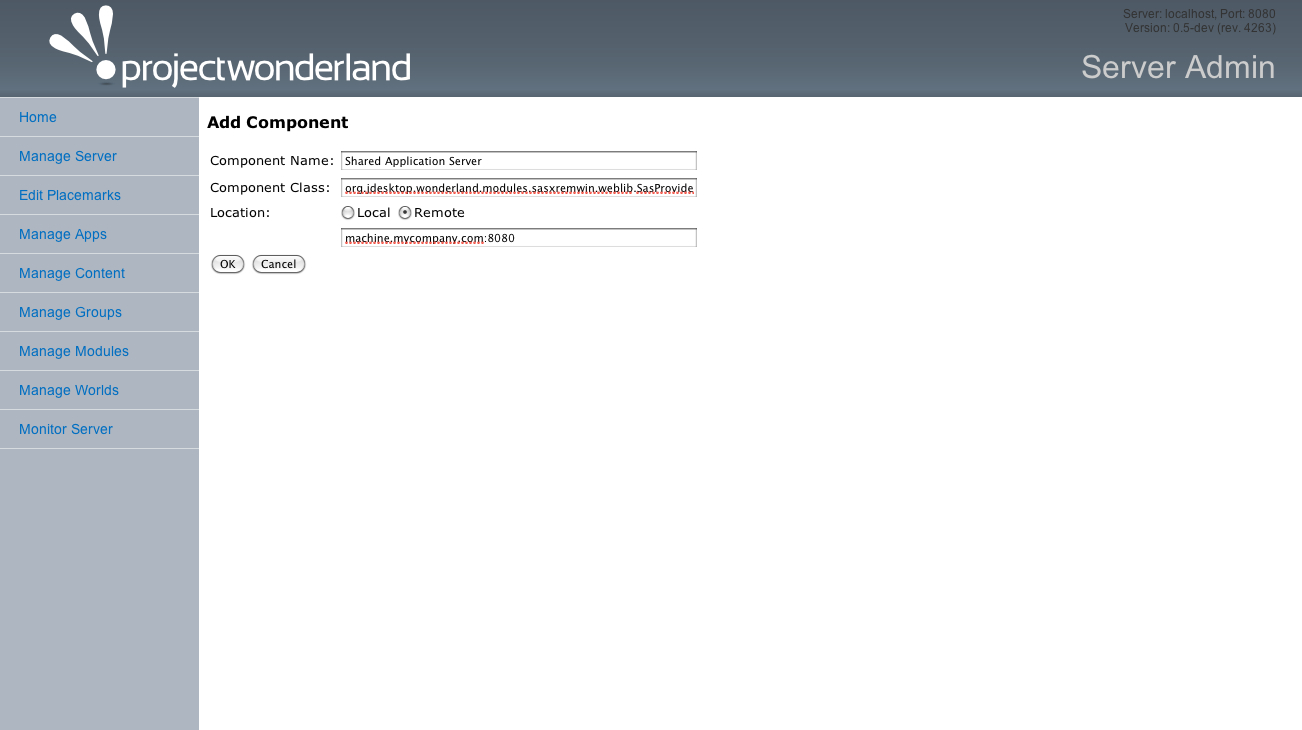 Server: localhost, Port: 8080
Version: 0.5-dev (rev. 4263)
projectwonderland
Server Admin
Home
Manage Server
Edit Placemarks
Manage Apps
Manage Content
Manage Groups
Manage Modules
Manage Worlds
Monitor Server
Add Component
Component Name: Shared Application Server
Component Class: org.jdesktop.wonderland.modules.sasxremwin.weblib.SasProvide
Location: Local Remote
machine.mycompany.com:8080
OK Cancel